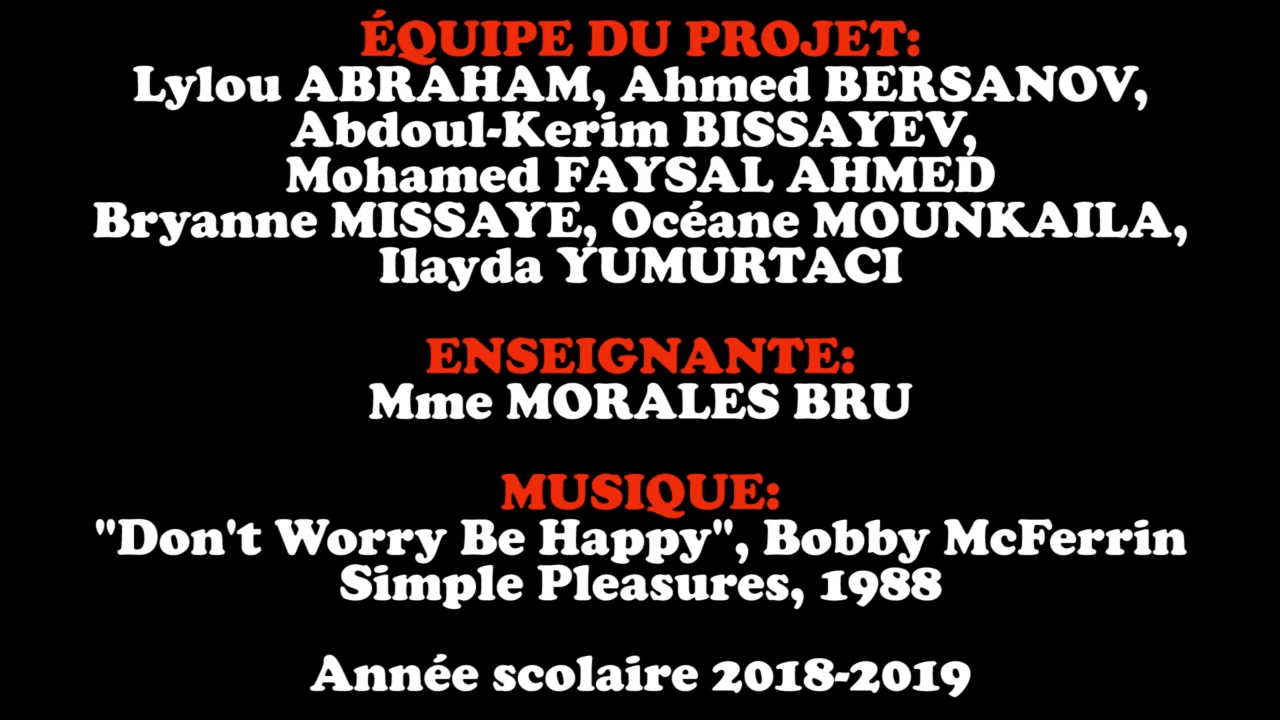 ÉQUIPE DU PROJET:
Lylou ABRAHAM, Ahmed BERSANOV,
Abdoul-Kerim BISSAYEV,
Mohamed FAYSAL AHMED
Bryanne MISSAYE, Océane MOUNKAILA,
Ilayda YUMURTACI
ENSEIGNANTE:
Mme MORALES BRU
MUSIQUE:
"Don't Worry Be Happy", Bobby McFerrin
Simple Pleasures, 1988
Année scolaire 2018-2019